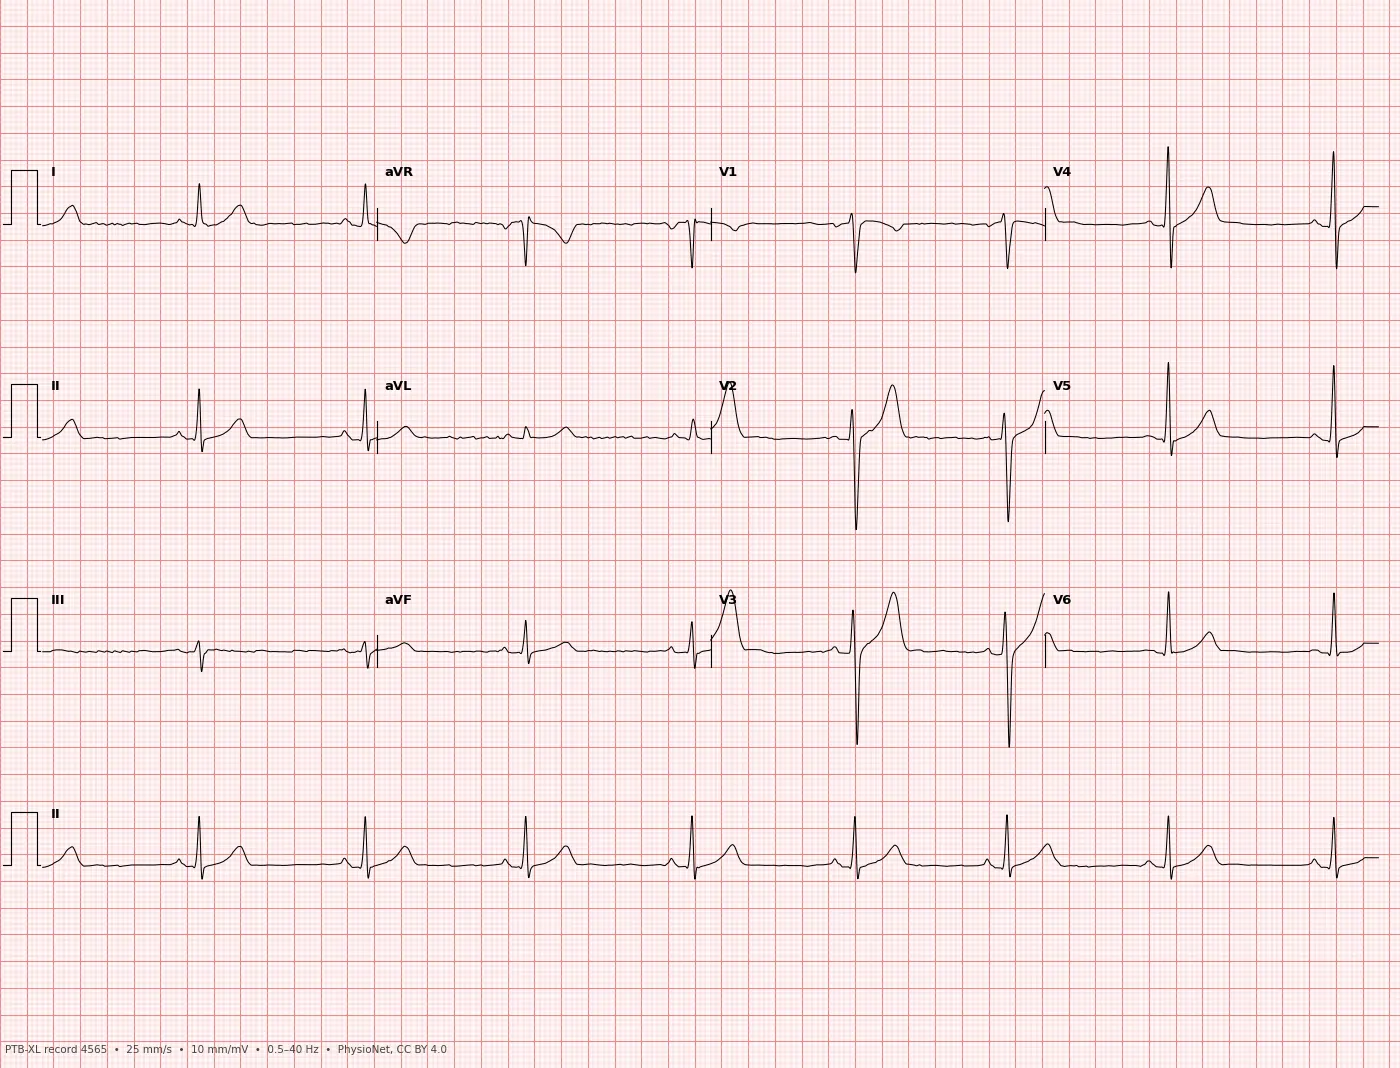 I aVR V1 V4
II aVL V2 V5
III aVF V3 V6
II
PTB-XL record 4565 • 25 mm/s • 10 mm/mV • 0.5–40 Hz • PhysioNet, CC BY 4.0